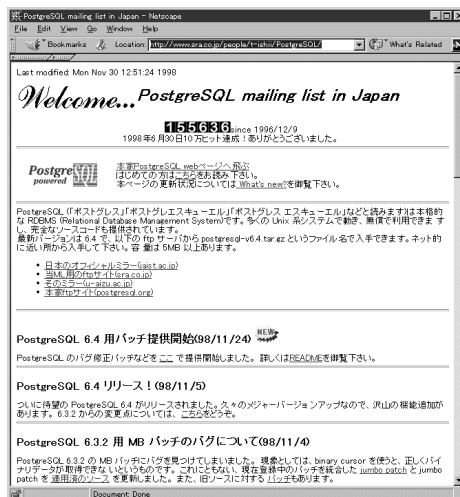 PostgreSQL mailing list in Japan - Netscape
File Edit View Go Window Help
Bookmarks Location: http://www.sra.co.jp/people/t-ishii/PostgreSQL/ What's Related
Last modified: Mon Nov 30 12:51:24 1998
Welcome...PostgreSQL mailing list in Japan
155636 since 1996/12/9
1998年6月30日10万ヒット達成！ありがとうございました。
PostgreSQL powered
本家PostgreSQL webページへ飛ぶ
はじめての方はこちらをお読み下さい。
本ページの更新状況については What's new?を御覧下さい。
PostgreSQL (「ポストグレス」「ポストグレスキューエル」「ポストグレス エスキューエル」などと読みます)は本格的
な RDBMS (Relational Database Management System)です。多くの Unix 系システムで動き、無償で利用できま す
し、完全なソースコードも提供されています。
最新バージョンは6.4 で、以下の ftp サーバから postgresql-v6.4.tar.gz というファイル名で入手できます。ネット的
に近い所から入手して下さい。容 量は 5MB 以上あります。
日本のオフィシャルミラー(jaist.ac.jp)
当ML用のftpサイト(sra.co.jp)
そのミラー(u-aizu.ac.jp)
本家ftpサイト(postgresql.org)
PostgreSQL 6.4 用パッチ提供開始(98/11/24) NEW
PostgreSQL のバグ修正パッチなどを ここ で提供開始しました。詳しくはREADMEを御覧下さい。
PostgreSQL 6.4 リリース！(98/11/5)
ついに待望の PostgreSQL 6.4 がリリースされました。久々のメジャーバージョンアップなので、沢山の機能追加が
あります。6.3.2 からの変更点については、こちらをどうぞ。
PostgreSQL 6.3.2 用 MB パッチのバグについて(98/11/4)
PostgreSQL 6.3.2 の MB パッチにバグを見つけてしまいました。現象としては、binary cursor を使うと、正しくバイ
ナリデータが取得できないというものです。これにともない、現在登録中のパッチを統合した jumbo patch と jumbo
patch を 適用済のソース を更新しました。また、旧ソースに対する パッチもあります。
Document: Done